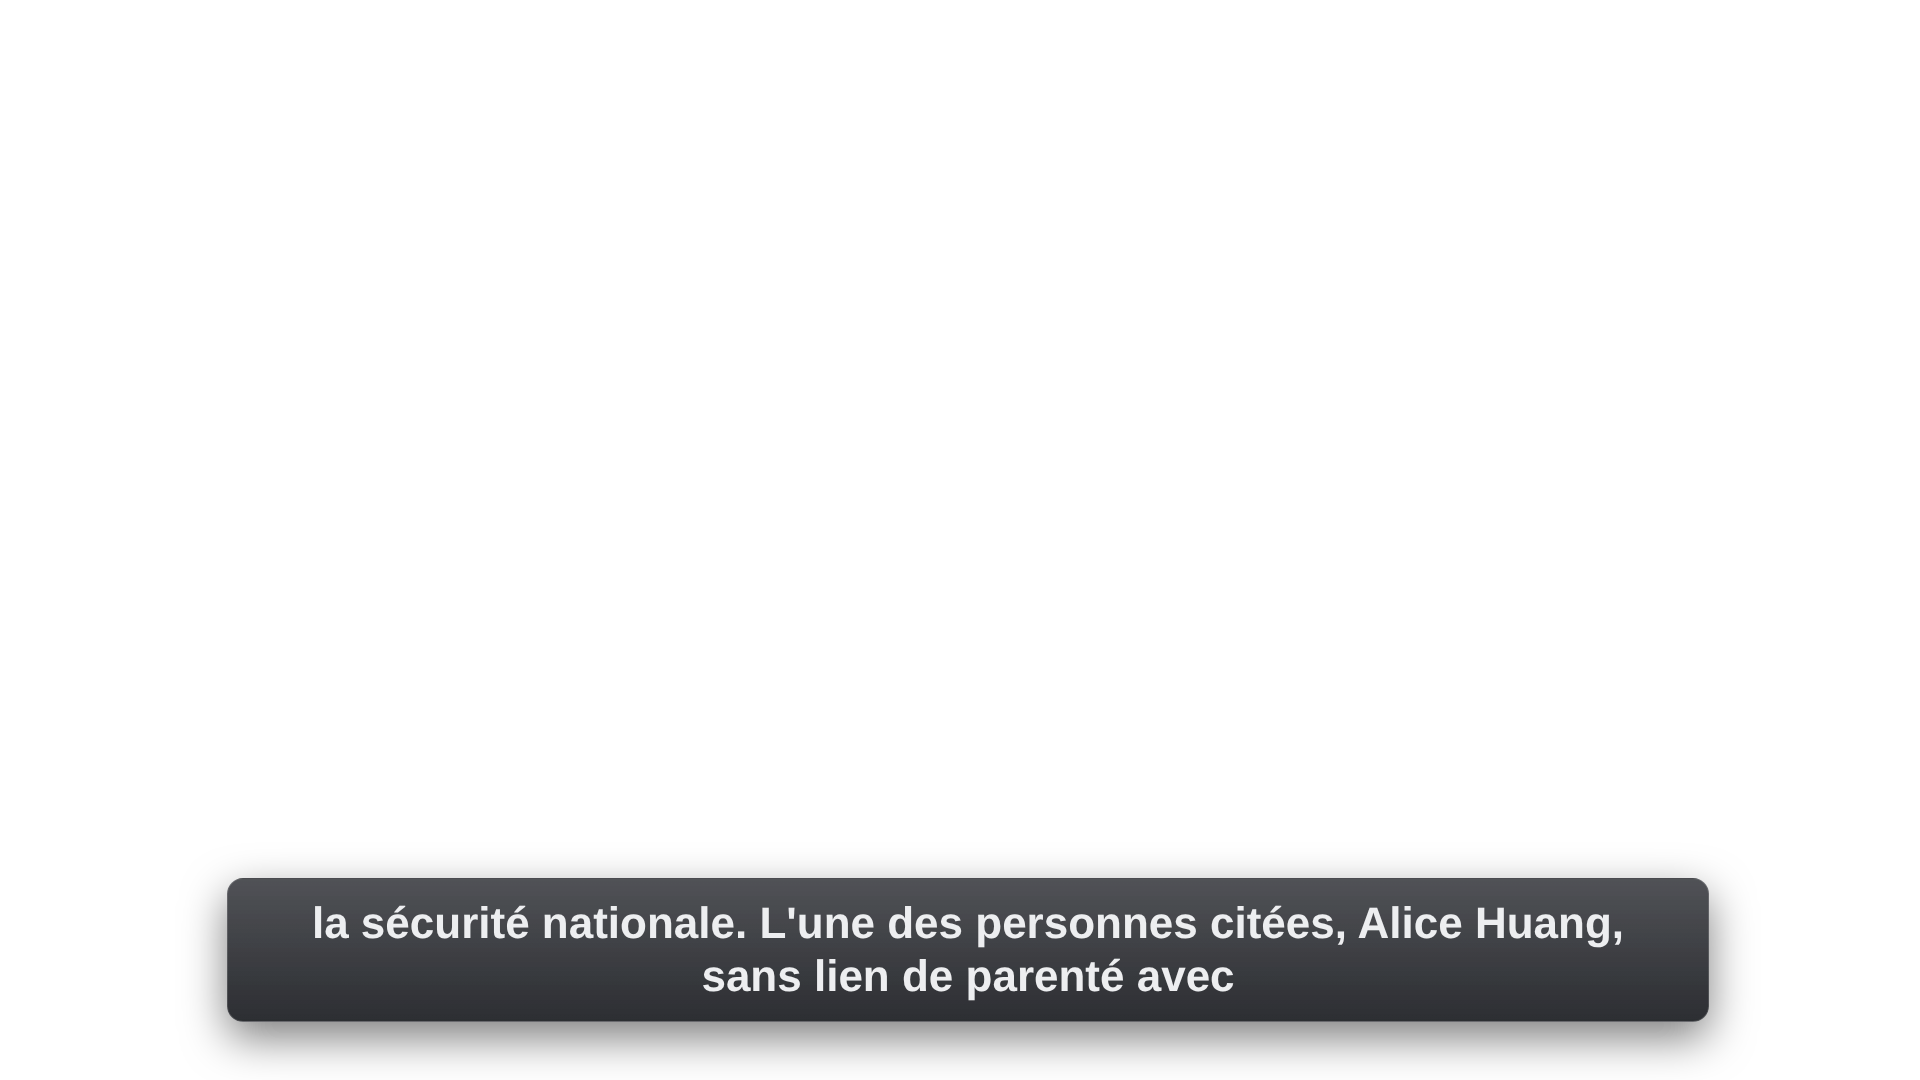 la sécurité nationale. L'une des personnes citées, Alice Huang,
sans lien de parenté avec